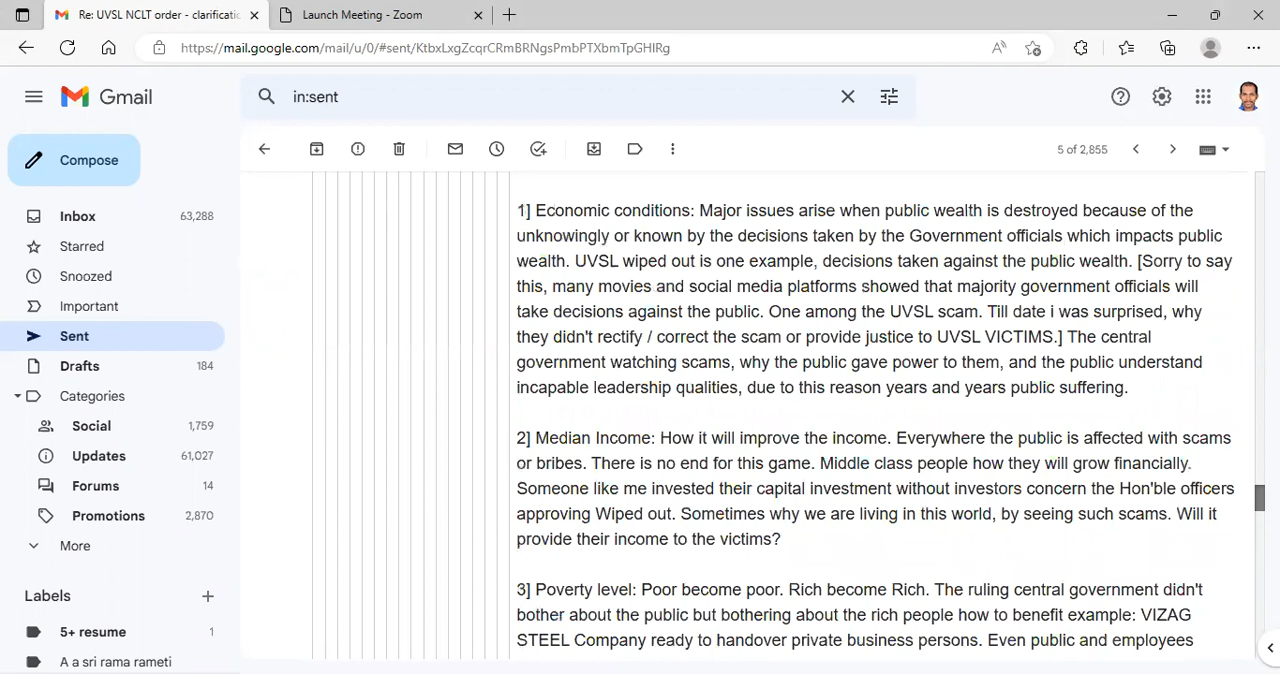 Re: UVSL NCLT order - clarificatio
Launch Meeting - Zoom
https://mail.google.com/mail/u/0/#sent/KtbxLxgZcqrCRmBRNgsPmbPTXbmTpGHlRg
Gmail
in:sent
Compose
5 of 2,855
Inbox 63,288
Starred
Snoozed
Important
Sent
Drafts 184
Categories
Social 1,759
Updates 61,027
Forums 14
Promotions 2,870
More
Labels
5+ resume 1
A a sri rama rameti
1] Economic conditions: Major issues arise when public wealth is destroyed because of the
unknowingly or known by the decisions taken by the Government officials which impacts public
wealth. UVSL wiped out is one example, decisions taken against the public wealth. [Sorry to say
this, many movies and social media platforms showed that majority government officials will
take decisions against the public. One among the UVSL scam. Till date i was surprised, why
they didn't rectify / correct the scam or provide justice to UVSL VICTIMS.] The central
government watching scams, why the public gave power to them, and the public understand
incapable leadership qualities, due to this reason years and years public suffering.
2] Median Income: How it will improve the income. Everywhere the public is affected with scams
or bribes. There is no end for this game. Middle class people how they will grow financially.
Someone like me invested their capital investment without investors concern the Hon'ble officers
approving Wiped out. Sometimes why we are living in this world, by seeing such scams. Will it
provide their income to the victims?
3] Poverty level: Poor become poor. Rich become Rich. The ruling central government didn't
bother about the public but bothering about the rich people how to benefit example: VIZAG
STEEL Company ready to handover private business persons. Even public and employees